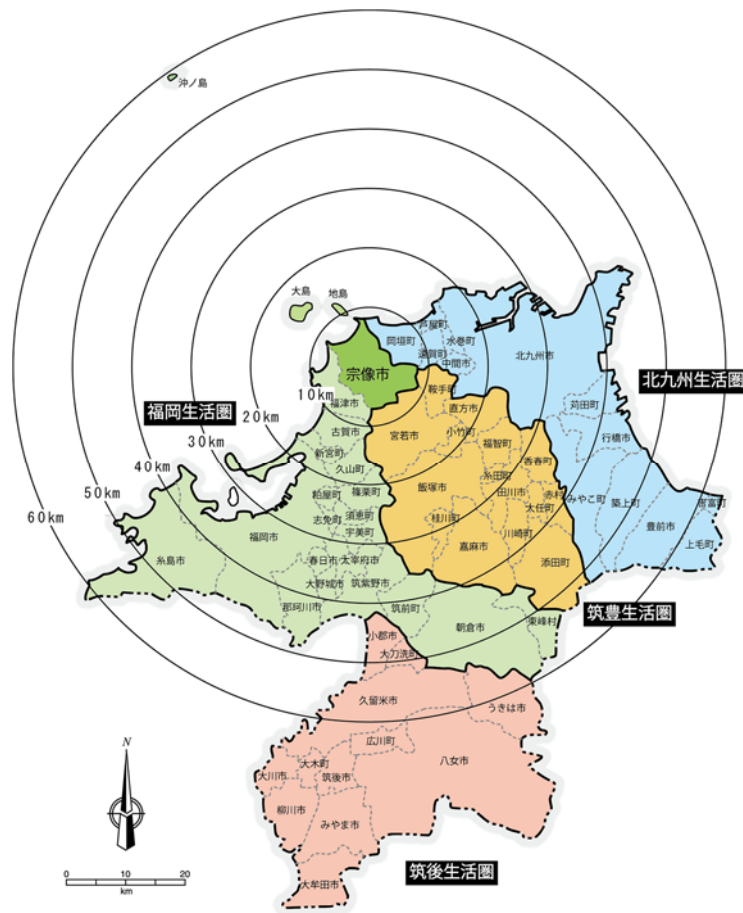 沖ノ島
大島
地島
芦屋町
岡垣町
水巻町
遠賀町
中間市
北九州市
宗像市
北九州生活圏
鞍手町
10km
福津市
直方市
苅田町
福岡生活圏
20km
古賀市
宮若市
小竹町
福智町
行橋市
30km
新宮町
久山町
香春町
40km
飯塚市
糸田町
粕屋町
篠栗町
田川市
赤村
みやこ町
50km
須恵町
桂川町
大任町
築上町
吉富町
60km
福岡市
志免町
宇美町
嘉麻市
川崎町
豊前市
糸島市
春日市
太宰府市
添田町
上毛町
大野城市
筑紫野市
那珂川市
筑前町
筑豊生活圏
朝倉市
東峰村
小郡市
大刀洗町
久留米市
うきは市
広川町
N
大木町
八女市
大川市
筑後市
柳川市
みやま市
筑後生活圏
大牟田市
0 10 20
km